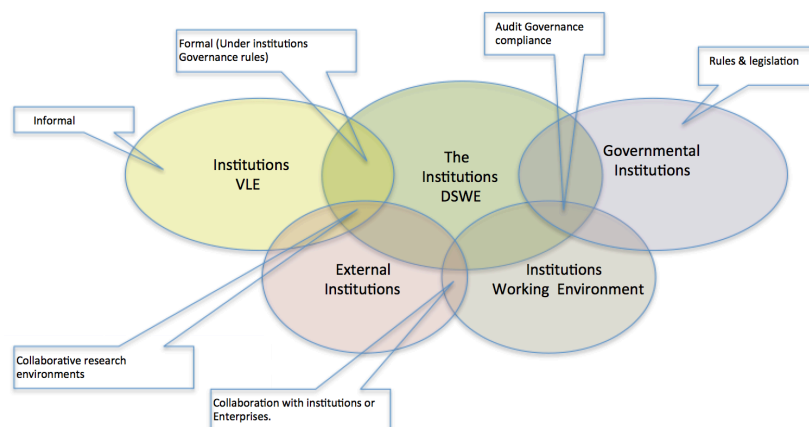 Audit Governance
compliance
Formal (Under institutions
Governance rules)
Rules & legislation
Informal
Institutions
VLE
The
Institutions
DSWE
Governmental
Institutions
External
Institutions
Institutions
Working Environment
Collaborative research
environments
Collaboration with institutions or
Enterprises.